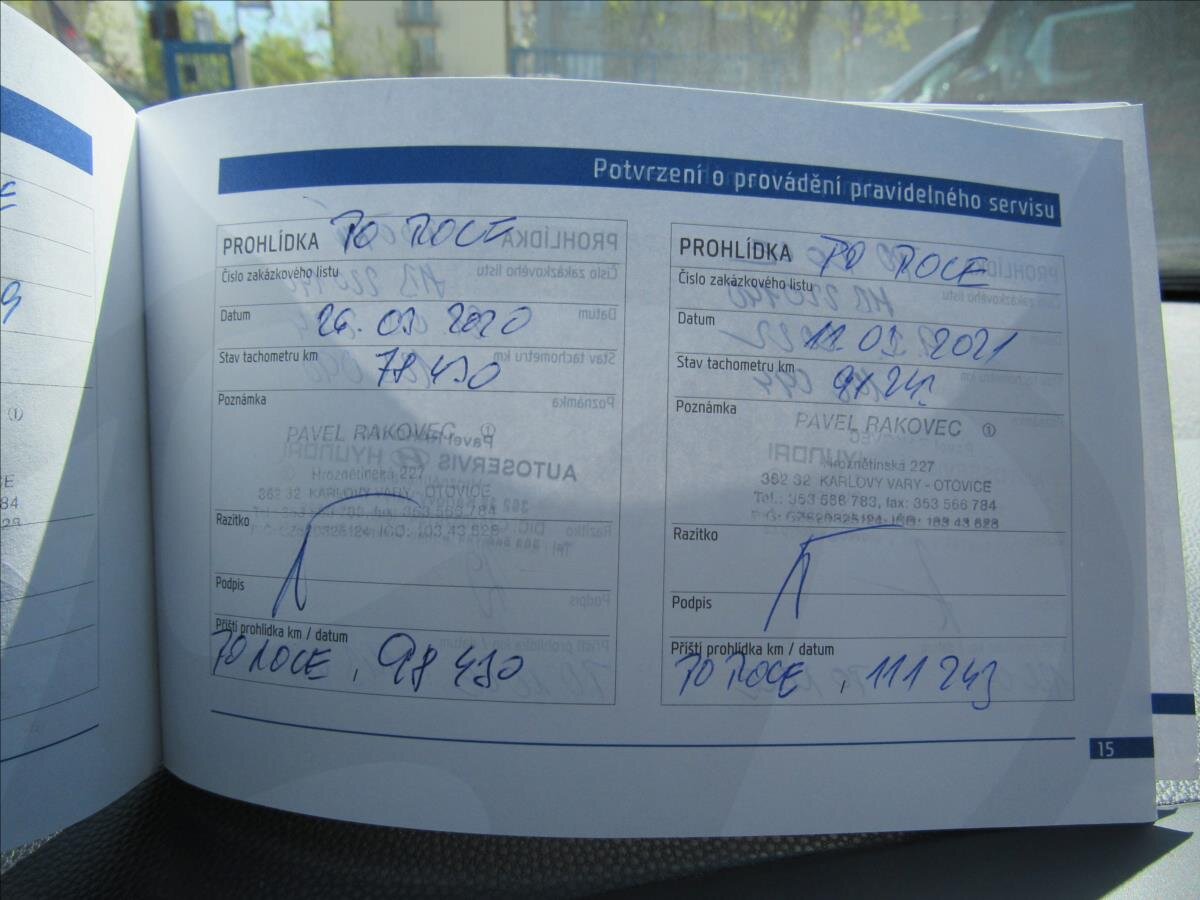 Potvrzení o provádění pravidelného servisu
PROHLÍDKA PO ROCE
Číslo zakázkového listu
Datum 26.03 2020
Stav tachometru km 78 430
Poznámka
PAVEL RAKOVEC ①
Hroznětínská 227
362 32 KARLOVY VARY - OTOVICE
Razítko
Podpis
Příští prohlídka km / datum
PO ROCE, 98 430
PROHLÍDKA PO ROCE
Číslo zakázkového listu
Datum 11.03. 2021
Stav tachometru km 91 243
Poznámka
PAVEL RAKOVEC ①
Hroznětínská 227
362 32 KARLOVY VARY - OTOVICE
Tel.: 353 566 783, fax: 353 566 784
Razítko
Podpis
Příští prohlídka km / datum
PO ROCE, 111 243
15